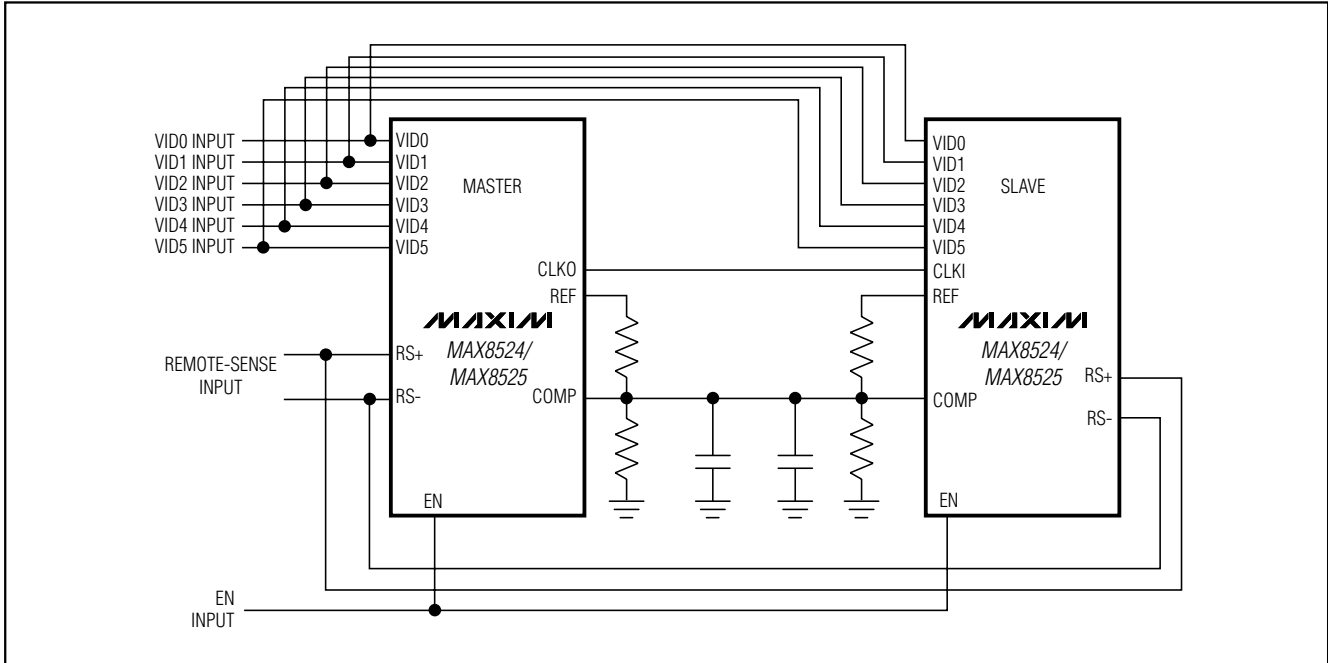 VID0 INPUT
VID1 INPUT
VID2 INPUT
VID3 INPUT
VID4 INPUT
VID5 INPUT
REMOTE-SENSE
INPUT
EN
INPUT
VID0
VID1
VID2
VID3
VID4
VID5
MASTER
CLKO
REF
MAXIM
MAX8524/
MAX8525
RS+
RS-
COMP
EN
VID0
VID1
VID2
VID3
VID4
VID5
SLAVE
CLKI
REF
MAXIM
MAX8524/
MAX8525
RS+
COMP
RS-
EN